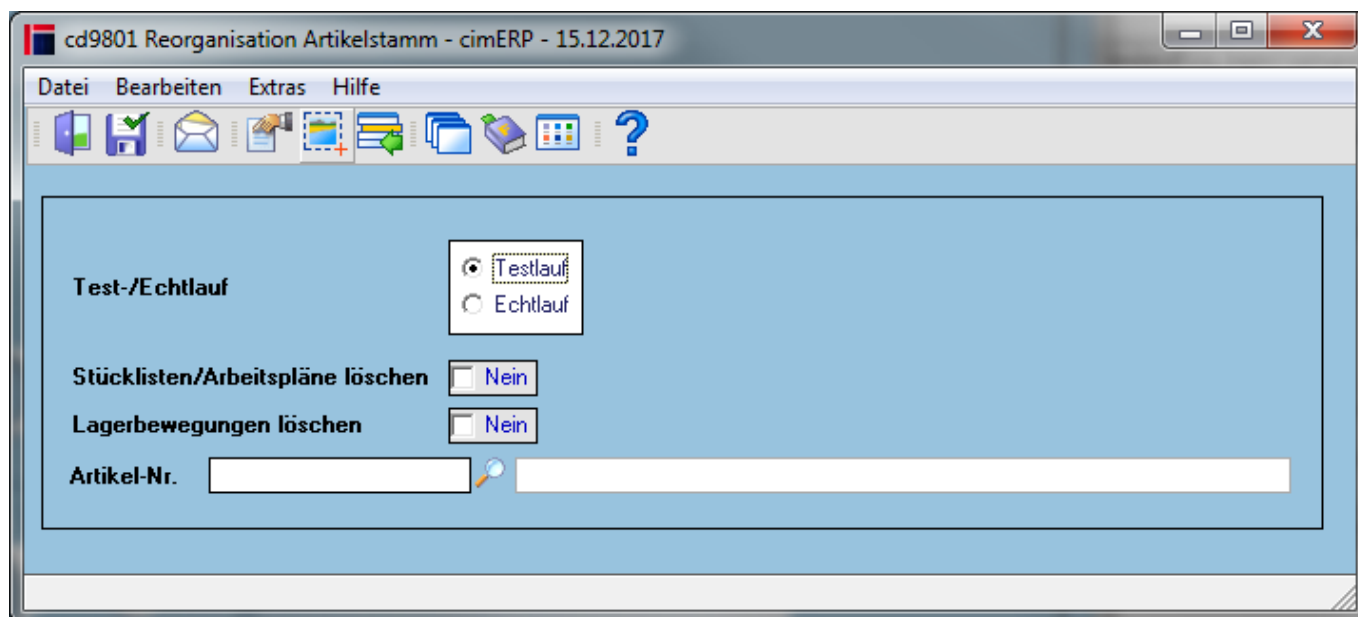 cd9801 Reorganisation Artikelstamm - cimERP - 15.12.2017
Datei Bearbeiten Extras Hilfe
Test-/Echtlauf
Testlauf
Echtlauf
Stücklisten/Arbeitspläne löschen Nein
Lagerbewegungen löschen Nein
Artikel-Nr.